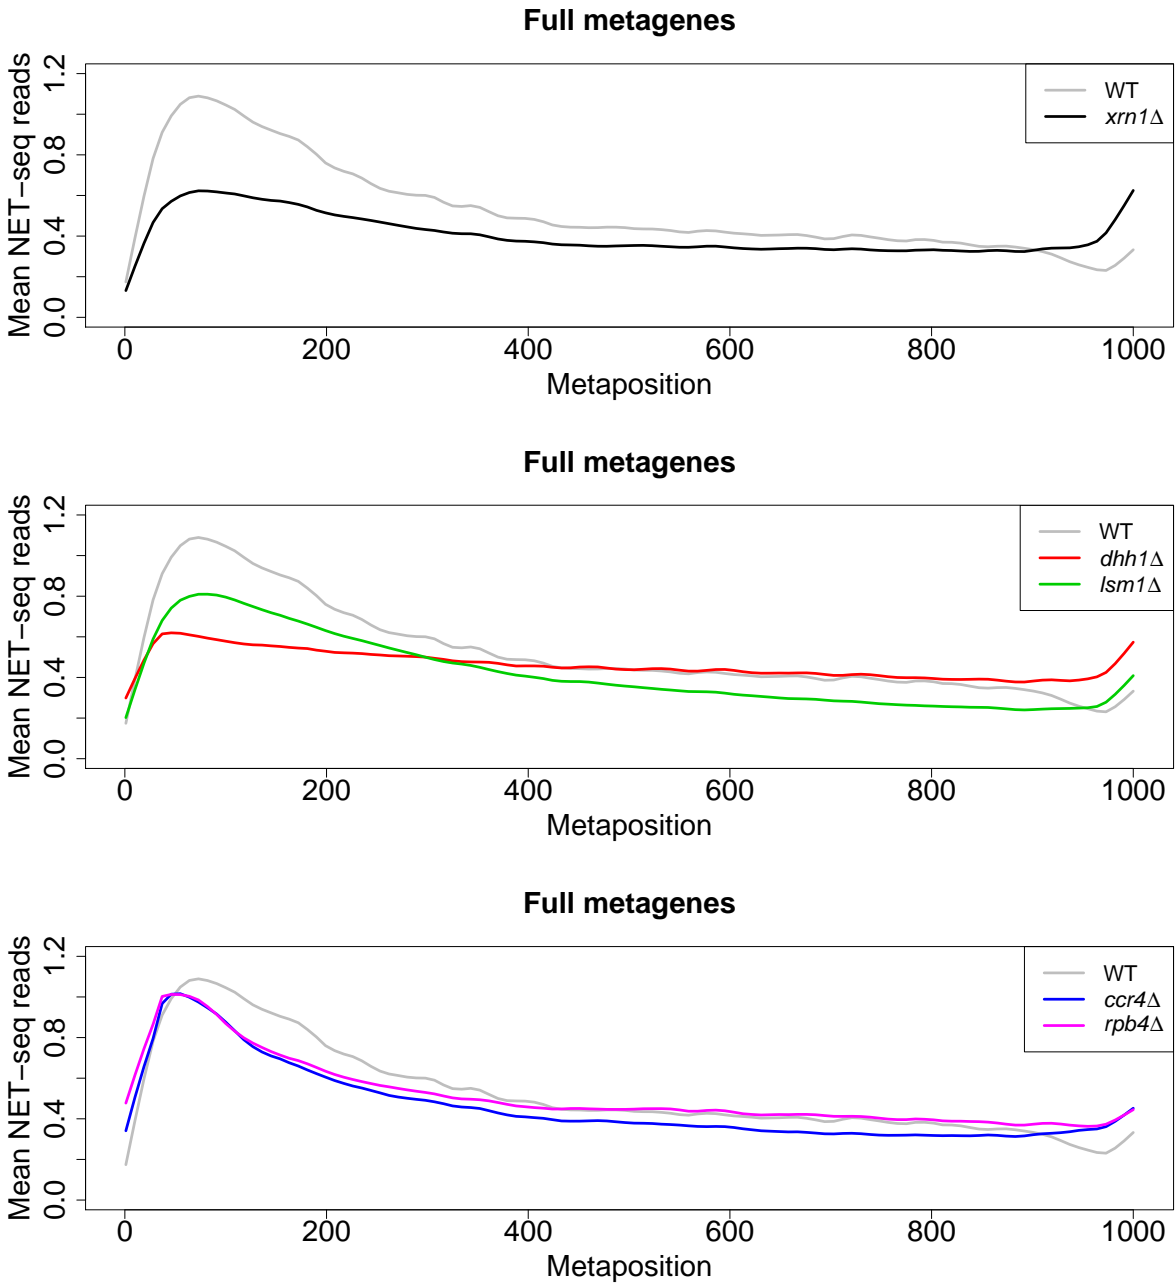 Full metagenes
Mean NET−seq reads
0.0
0.4
0.8
1.2
WT
xrn1Δ
0 200 400 600 800 1000
Metaposition
Full metagenes
Mean NET−seq reads
0.0
0.4
0.8
1.2
WT
dhh1Δ
lsm1Δ
0 200 400 600 800 1000
Metaposition
Full metagenes
Mean NET−seq reads
0.0
0.4
0.8
1.2
WT
ccr4Δ
rpb4Δ
0 200 400 600 800 1000
Metaposition